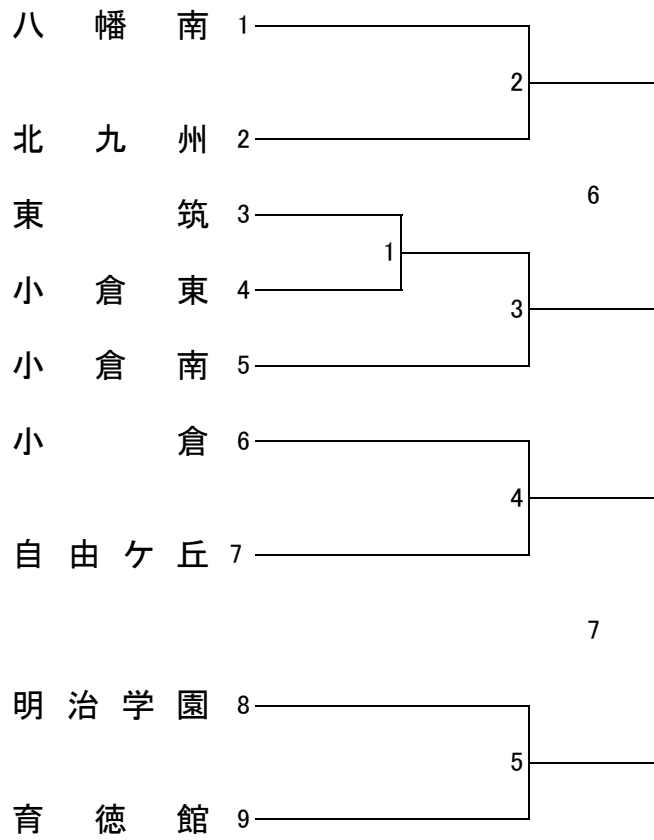 八幡南 1
2
北九州 2
6
東筑 3
1
小倉東 4
3
小倉南 5
小倉 6
4
自由ケ丘 7
7
明治学園 8
5
育徳館 9